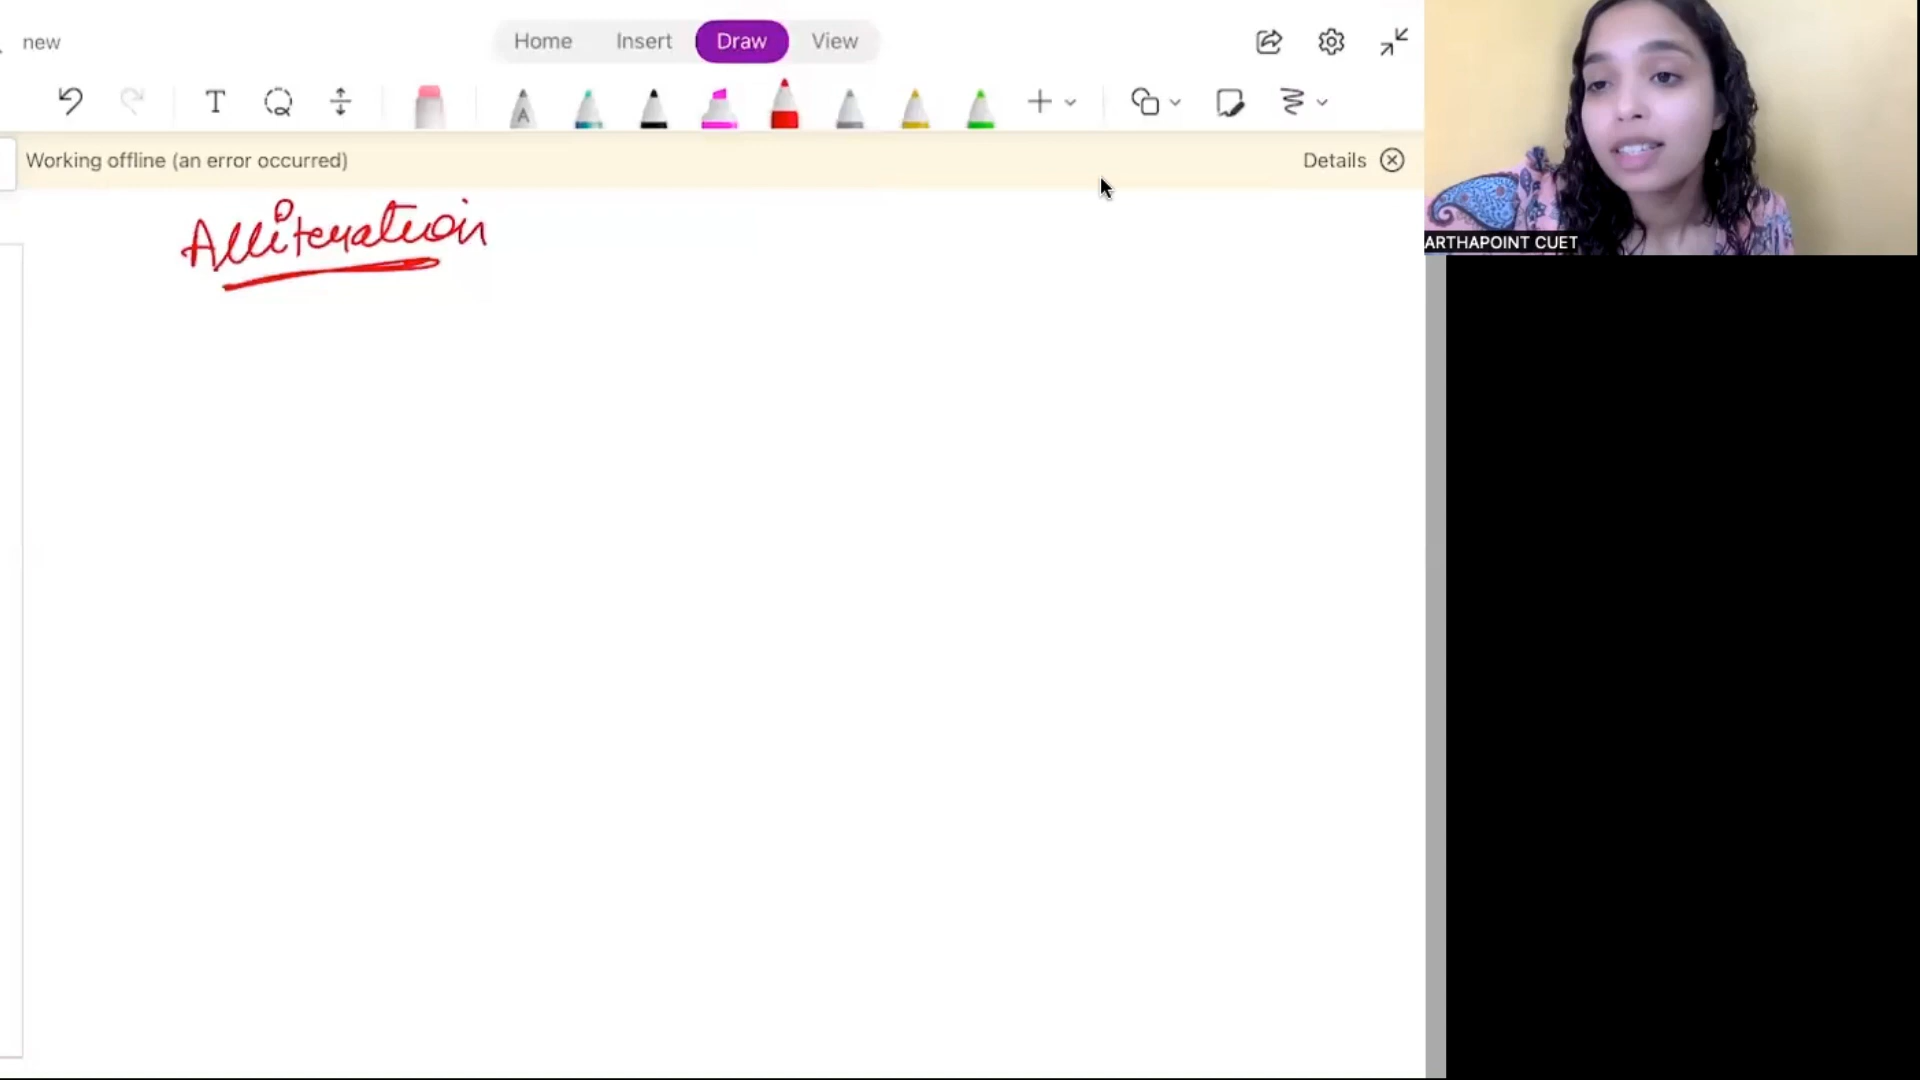 new
Home Insert Draw View
T
A
Working offline (an error occurred)
Details
Alliteration
ARTHAPOINT CUET